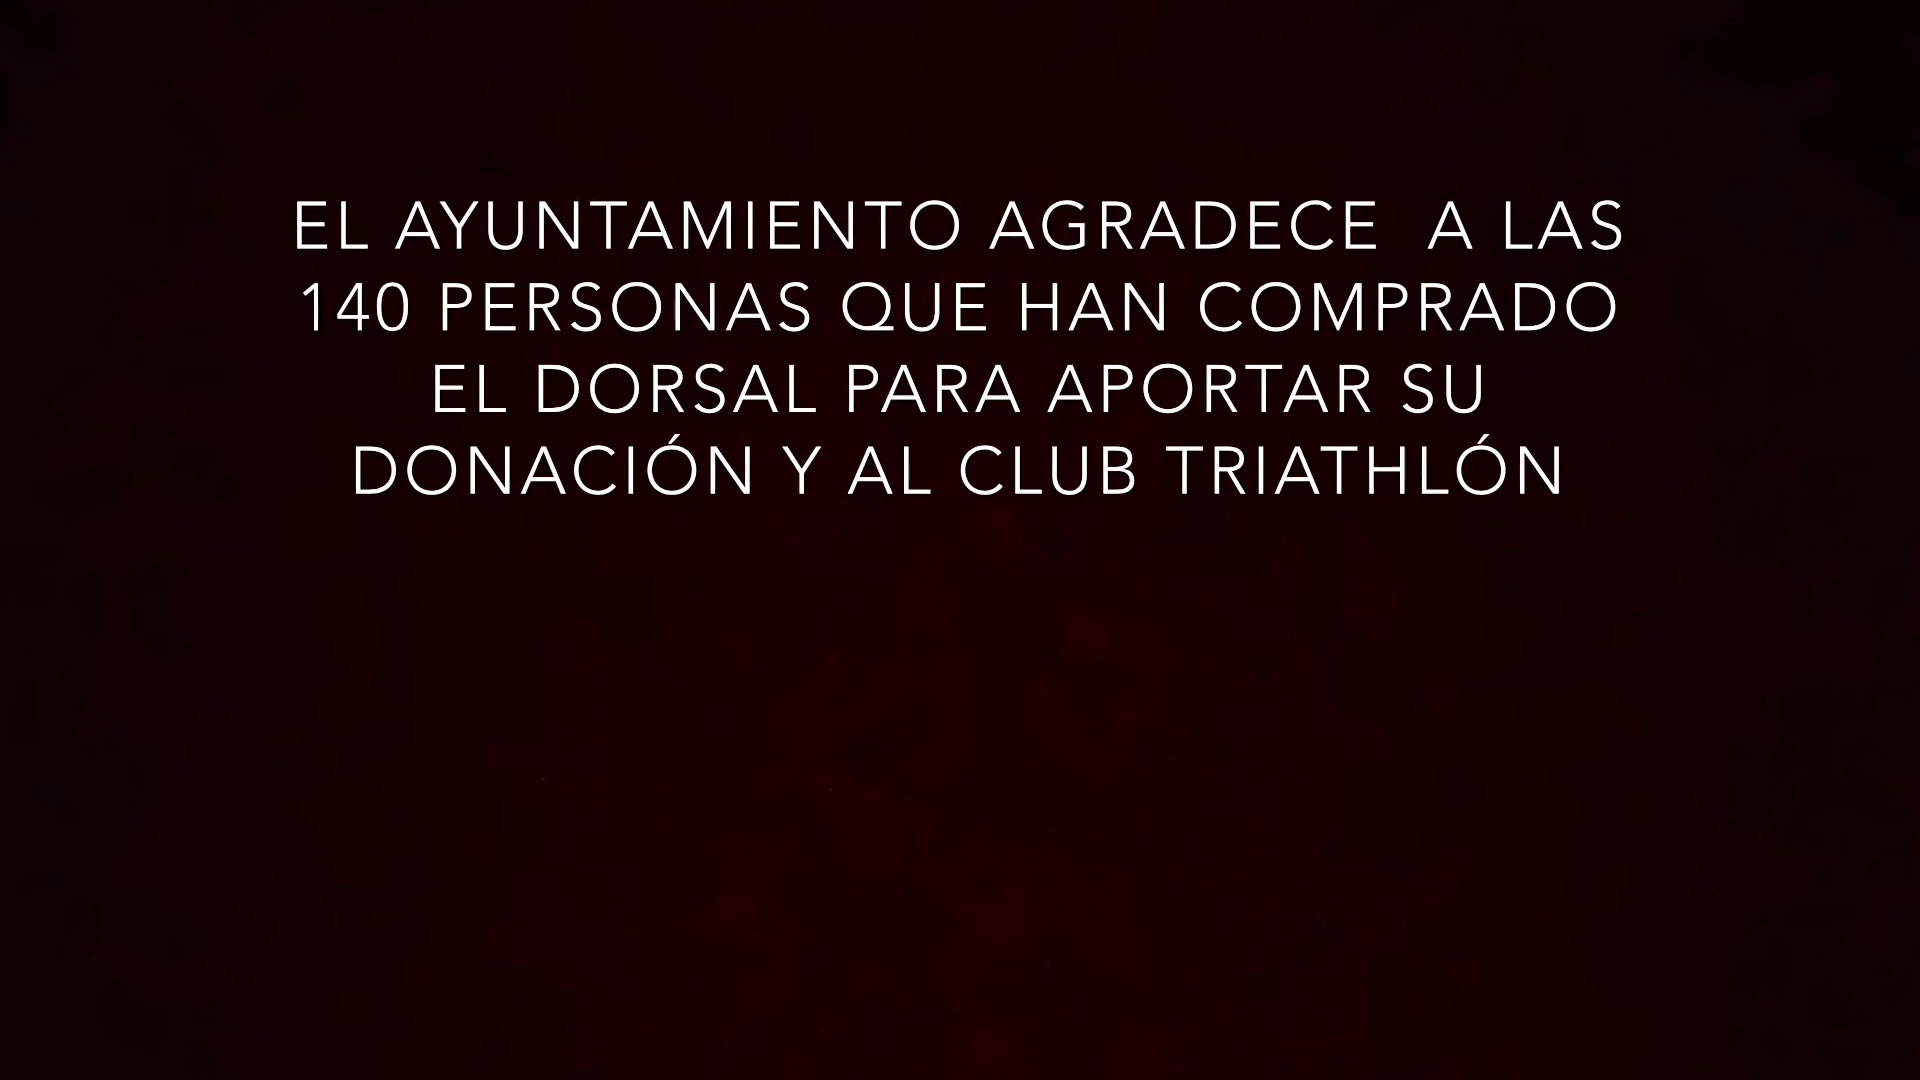 EL AYUNTAMIENTO AGRADECE  A LAS
140 PERSONAS QUE HAN COMPRADO
EL DORSAL PARA APORTAR SU
DONACIÓN Y AL CLUB TRIATHLÓN